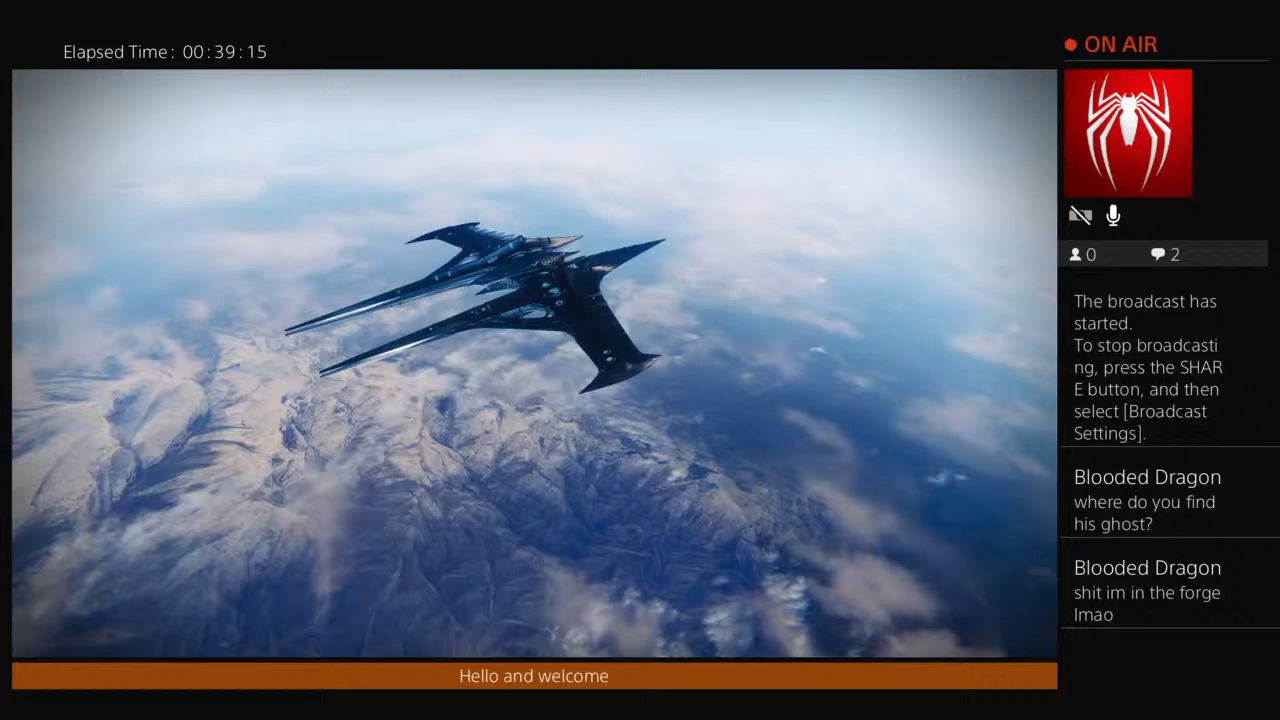 Elapsed Time: 00:39:15
ON AIR
0
2
The broadcast has
started.
To stop broadcasti
ng, press the SHAR
E button, and then
select [Broadcast
Settings].
Blooded Dragon
where do you find
his ghost?
Blooded Dragon
shit im in the forge
lmao
Hello and welcome